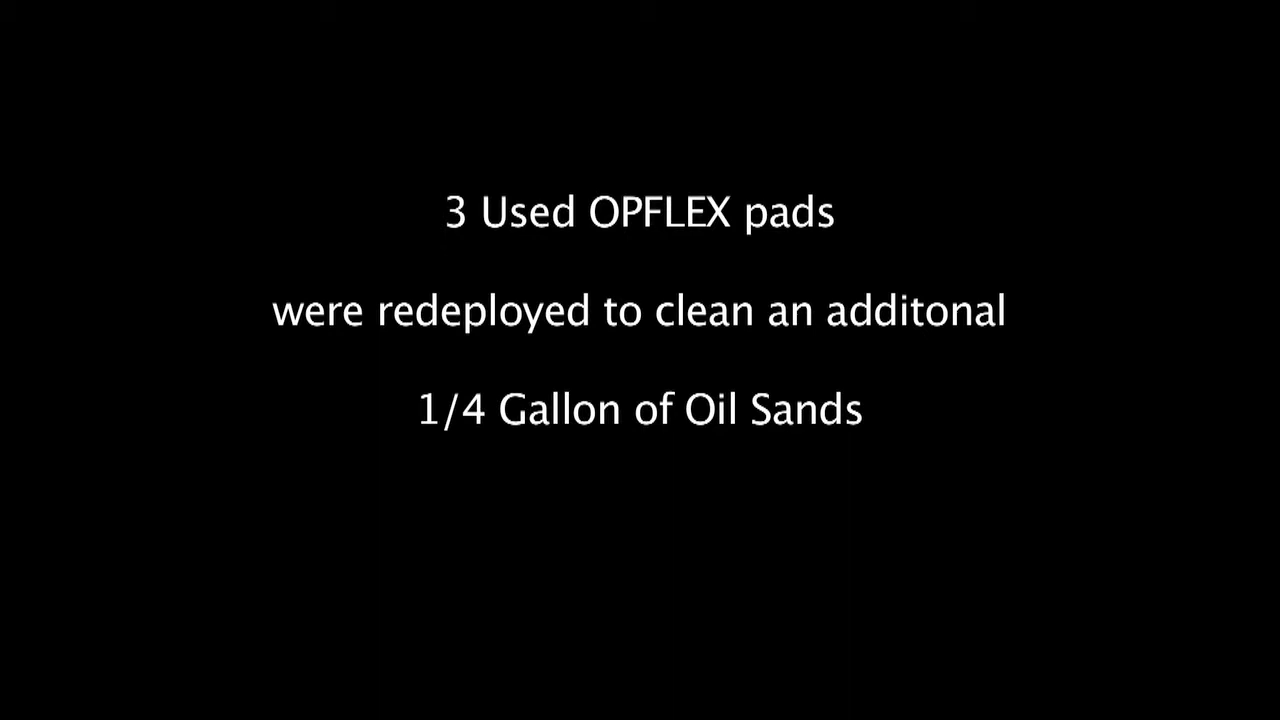 3 Used OPFLEX pads
were redeployed to clean an additonal
1/4 Gallon of Oil Sands